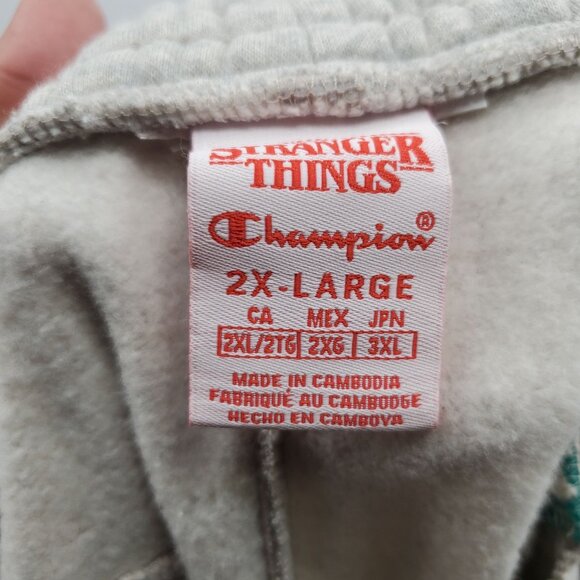 STRANGER
THINGS
Champion®
2X-LARGE
CA MEX JPN
2XL/2TG 2XG 3XL
MADE IN CAMBODIA
FABRIQUÉ AU CAMBODGE
HECHO EN CAMBOYA